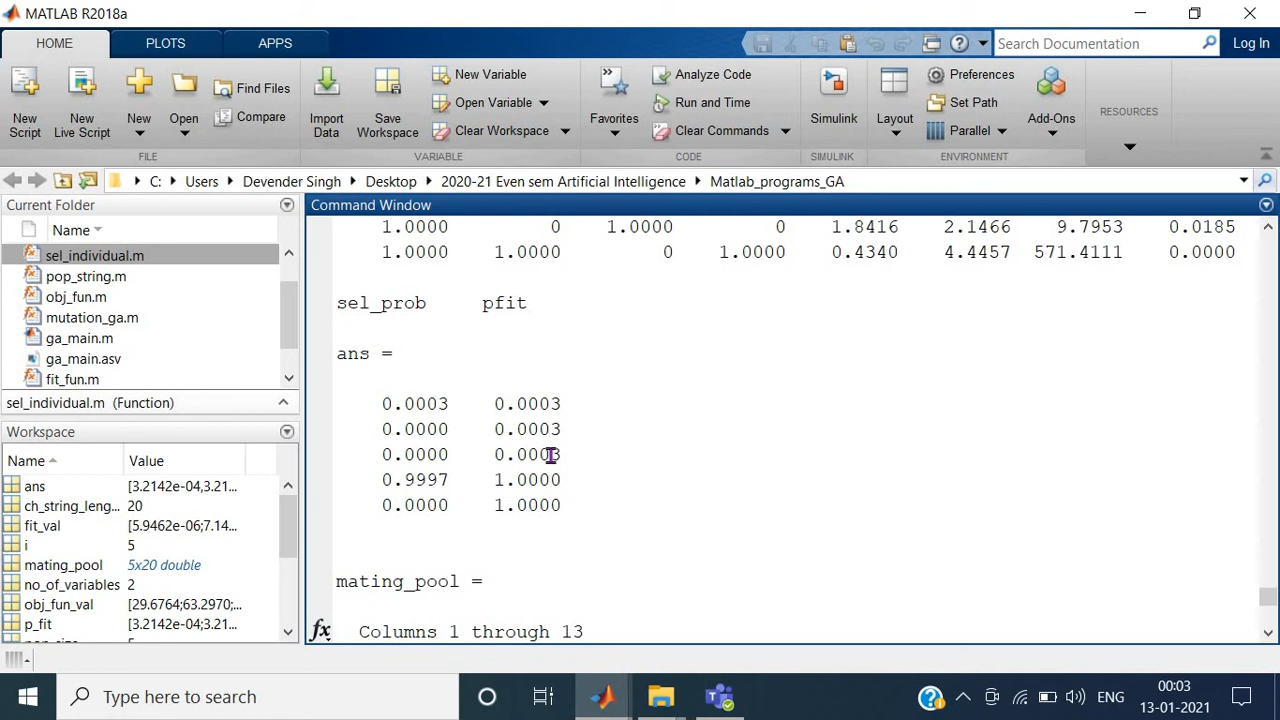 MATLAB R2018a
HOME PLOTS APPS
Search Documentation Log In
New Script
New Live Script
New
Open
Find Files
Compare
FILE
Import Data
Save Workspace
New Variable
Open Variable
Clear Workspace
VARIABLE
Favorites
Analyze Code
Run and Time
Clear Commands
CODE
Simulink
SIMULINK
Layout
Preferences
Set Path
Parallel
Add-Ons
ENVIRONMENT
RESOURCES
C: Users Devender Singh Desktop 2020-21 Even sem Artificial Intelligence Matlab_programs_GA
Current Folder
Name
sel_individual.m
pop_string.m
obj_fun.m
mutation_ga.m
ga_main.m
ga_main.asv
fit_fun.m
sel_individual.m (Function)
Workspace
Name Value
ans [3.2142e-04,3.21...
ch_string_leng... 20
fit_val [5.9462e-06;7.14...
i 5
mating_pool 5x20 double
no_of_variables 2
obj_fun_val [29.6764;63.2970;...
p_fit [3.2142e-04;3.21...
Command Window
1.0000 0 1.0000 0 1.8416 2.1466 9.7953 0.0185
1.0000 1.0000 0 1.0000 0.4340 4.4457 571.4111 0.0000
sel_prob pfit
ans =
0.0003 0.0003
0.0000 0.0003
0.0000 0.0003
0.9997 1.0000
0.0000 1.0000
mating_pool =
fx Columns 1 through 13
Type here to search
ENG
00:03
13-01-2021